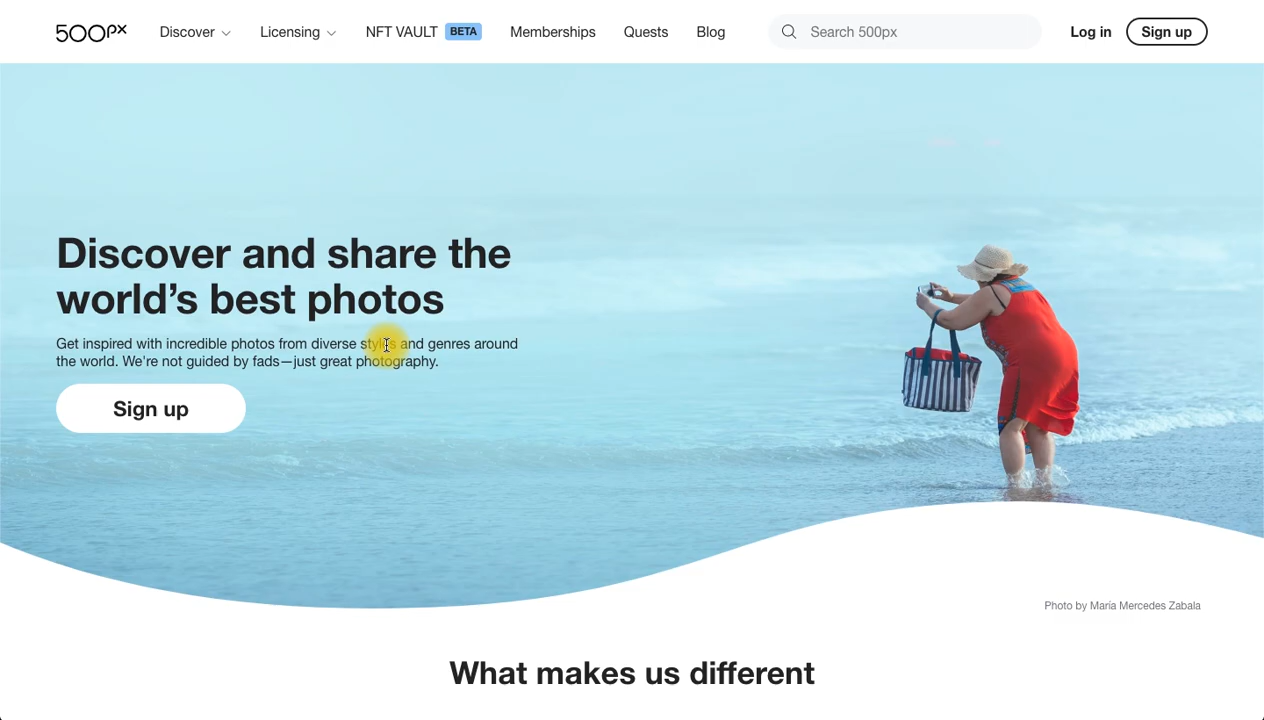 500px
Discover
Licensing
NFT VAULT BETA
Memberships
Quests
Blog
Search 500px
Log in
Sign up
Discover and share the
world’s best photos
Get inspired with incredible photos from diverse styles and genres around
the world. We're not guided by fads—just great photography.
Sign up
Photo by María Mercedes Zabala
What makes us different